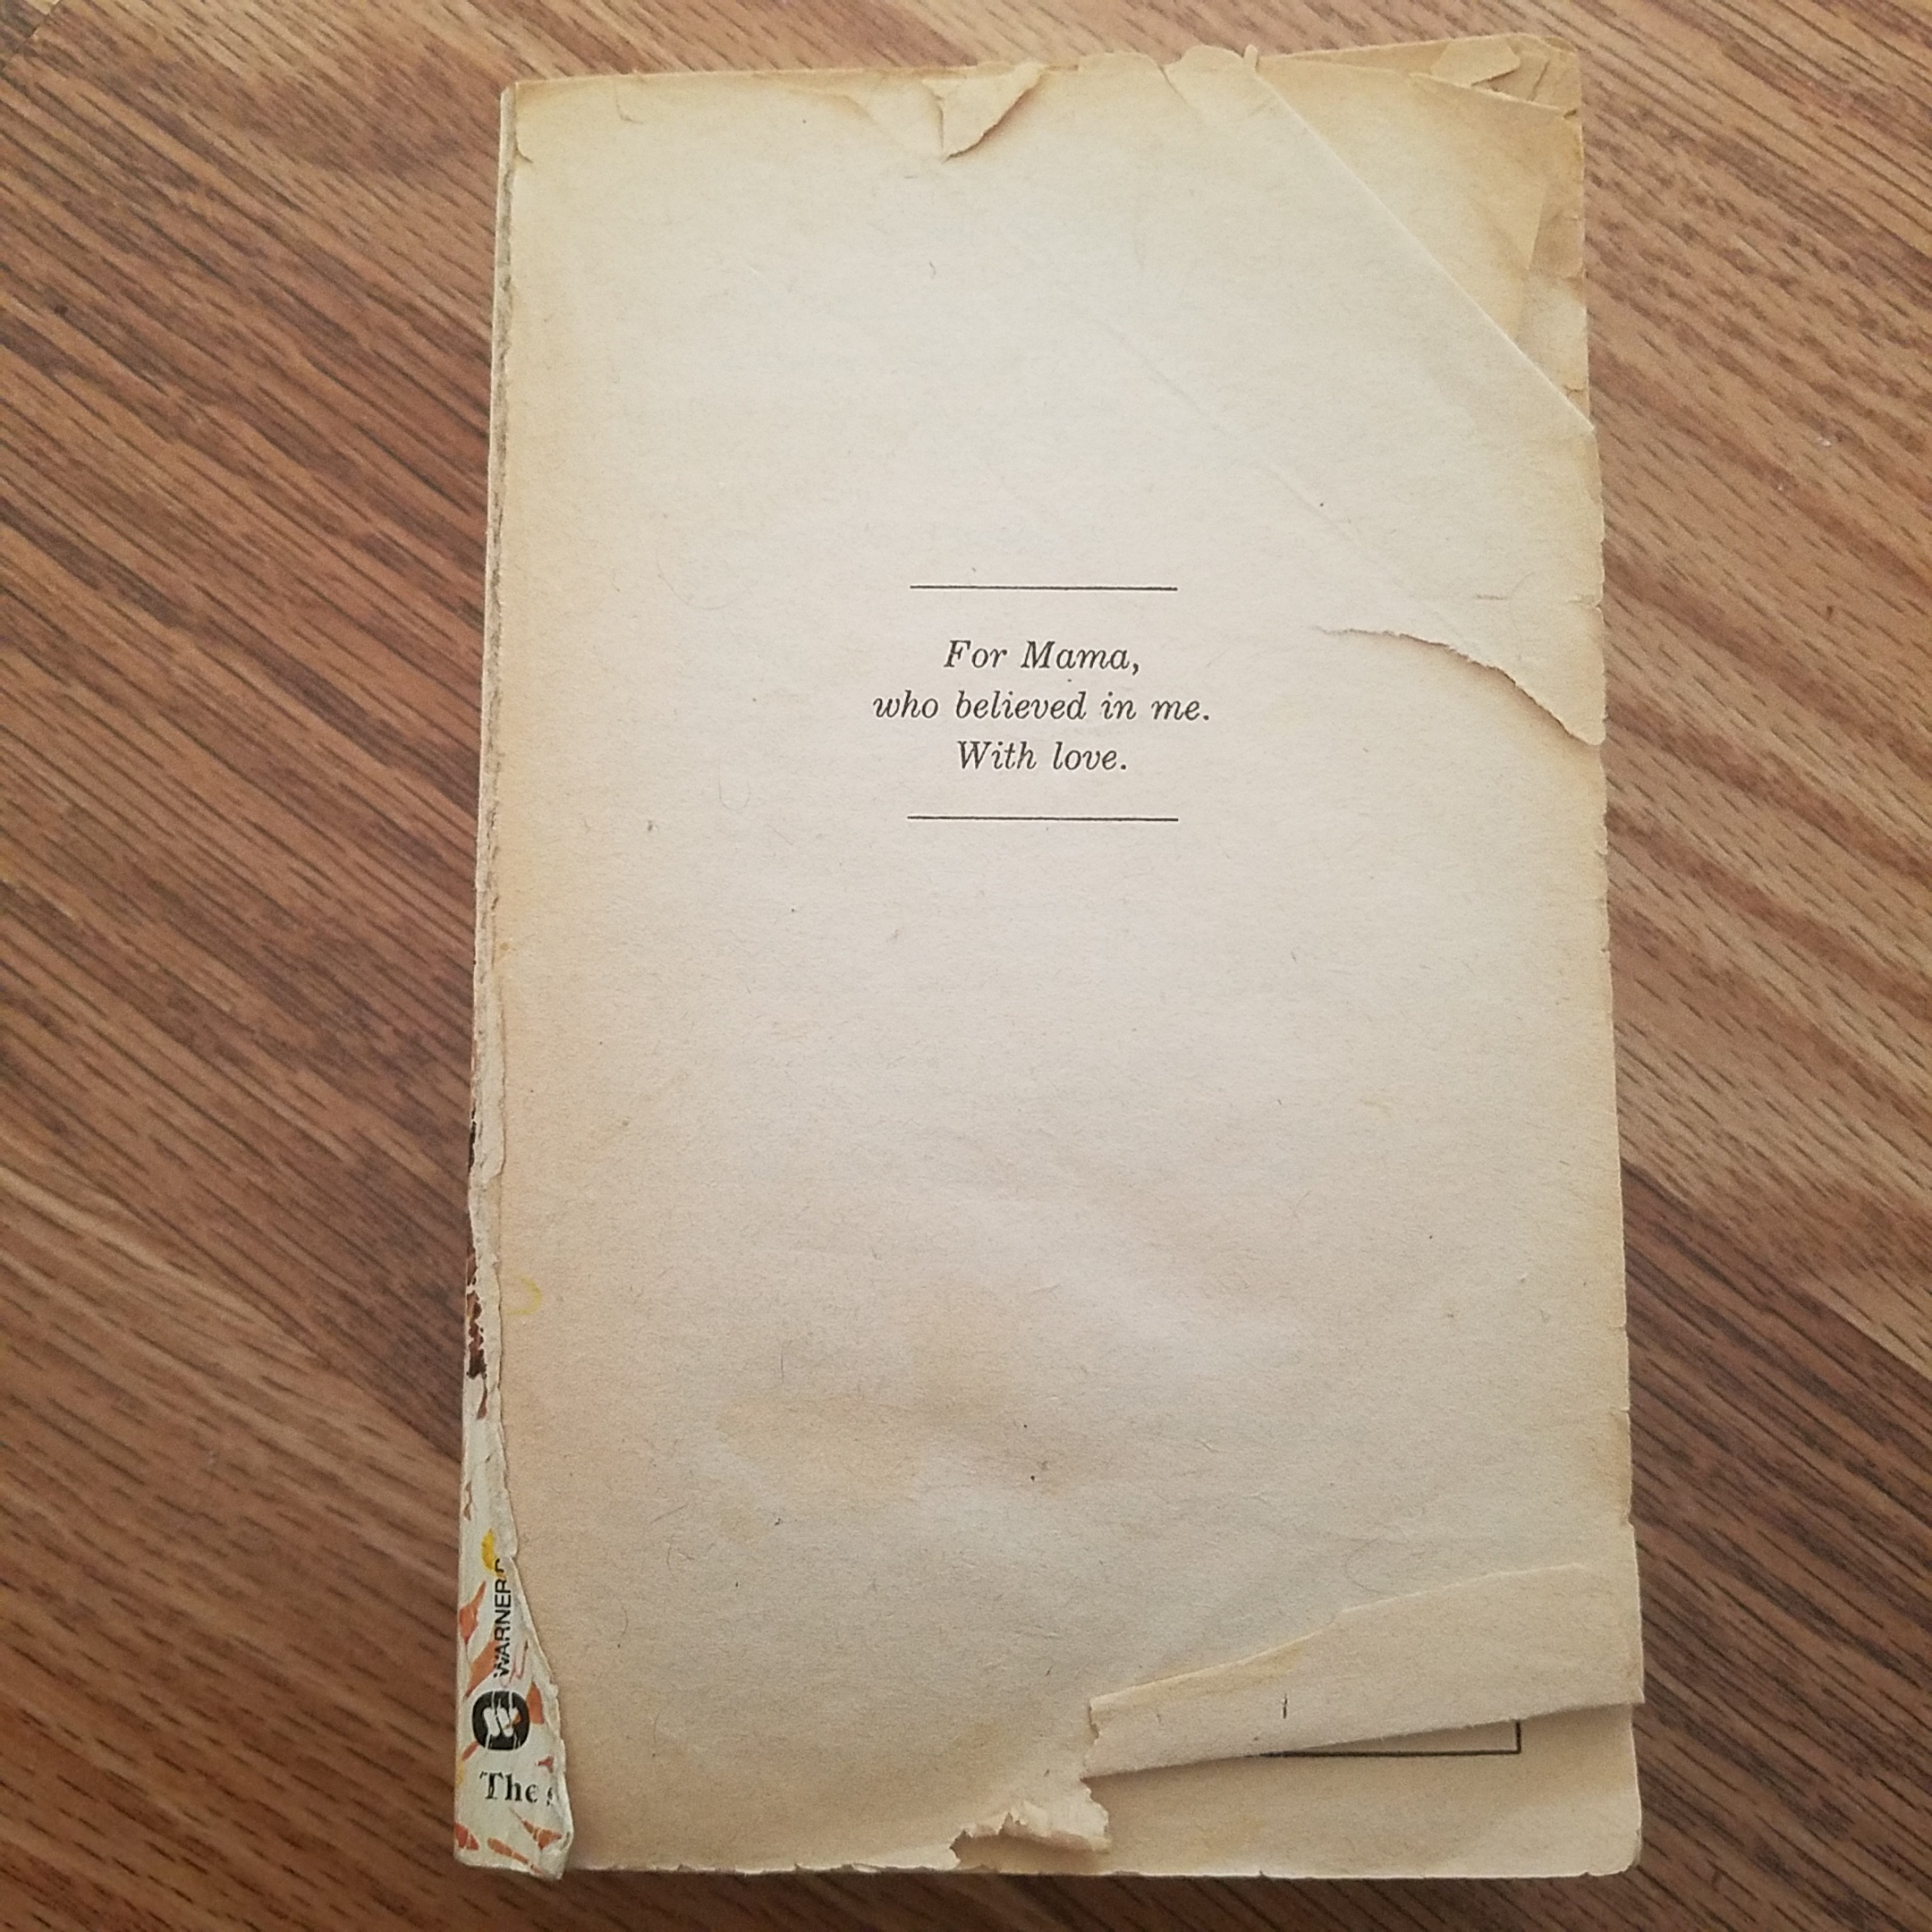 For Mama,
who believed in me.
With love.
WARNER
The